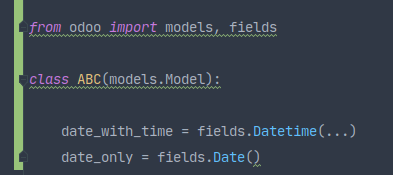 from odoo import models, fields
class ABC(models.Model):
date_with_time = fields.Datetime(...)
date_only = fields.Date()